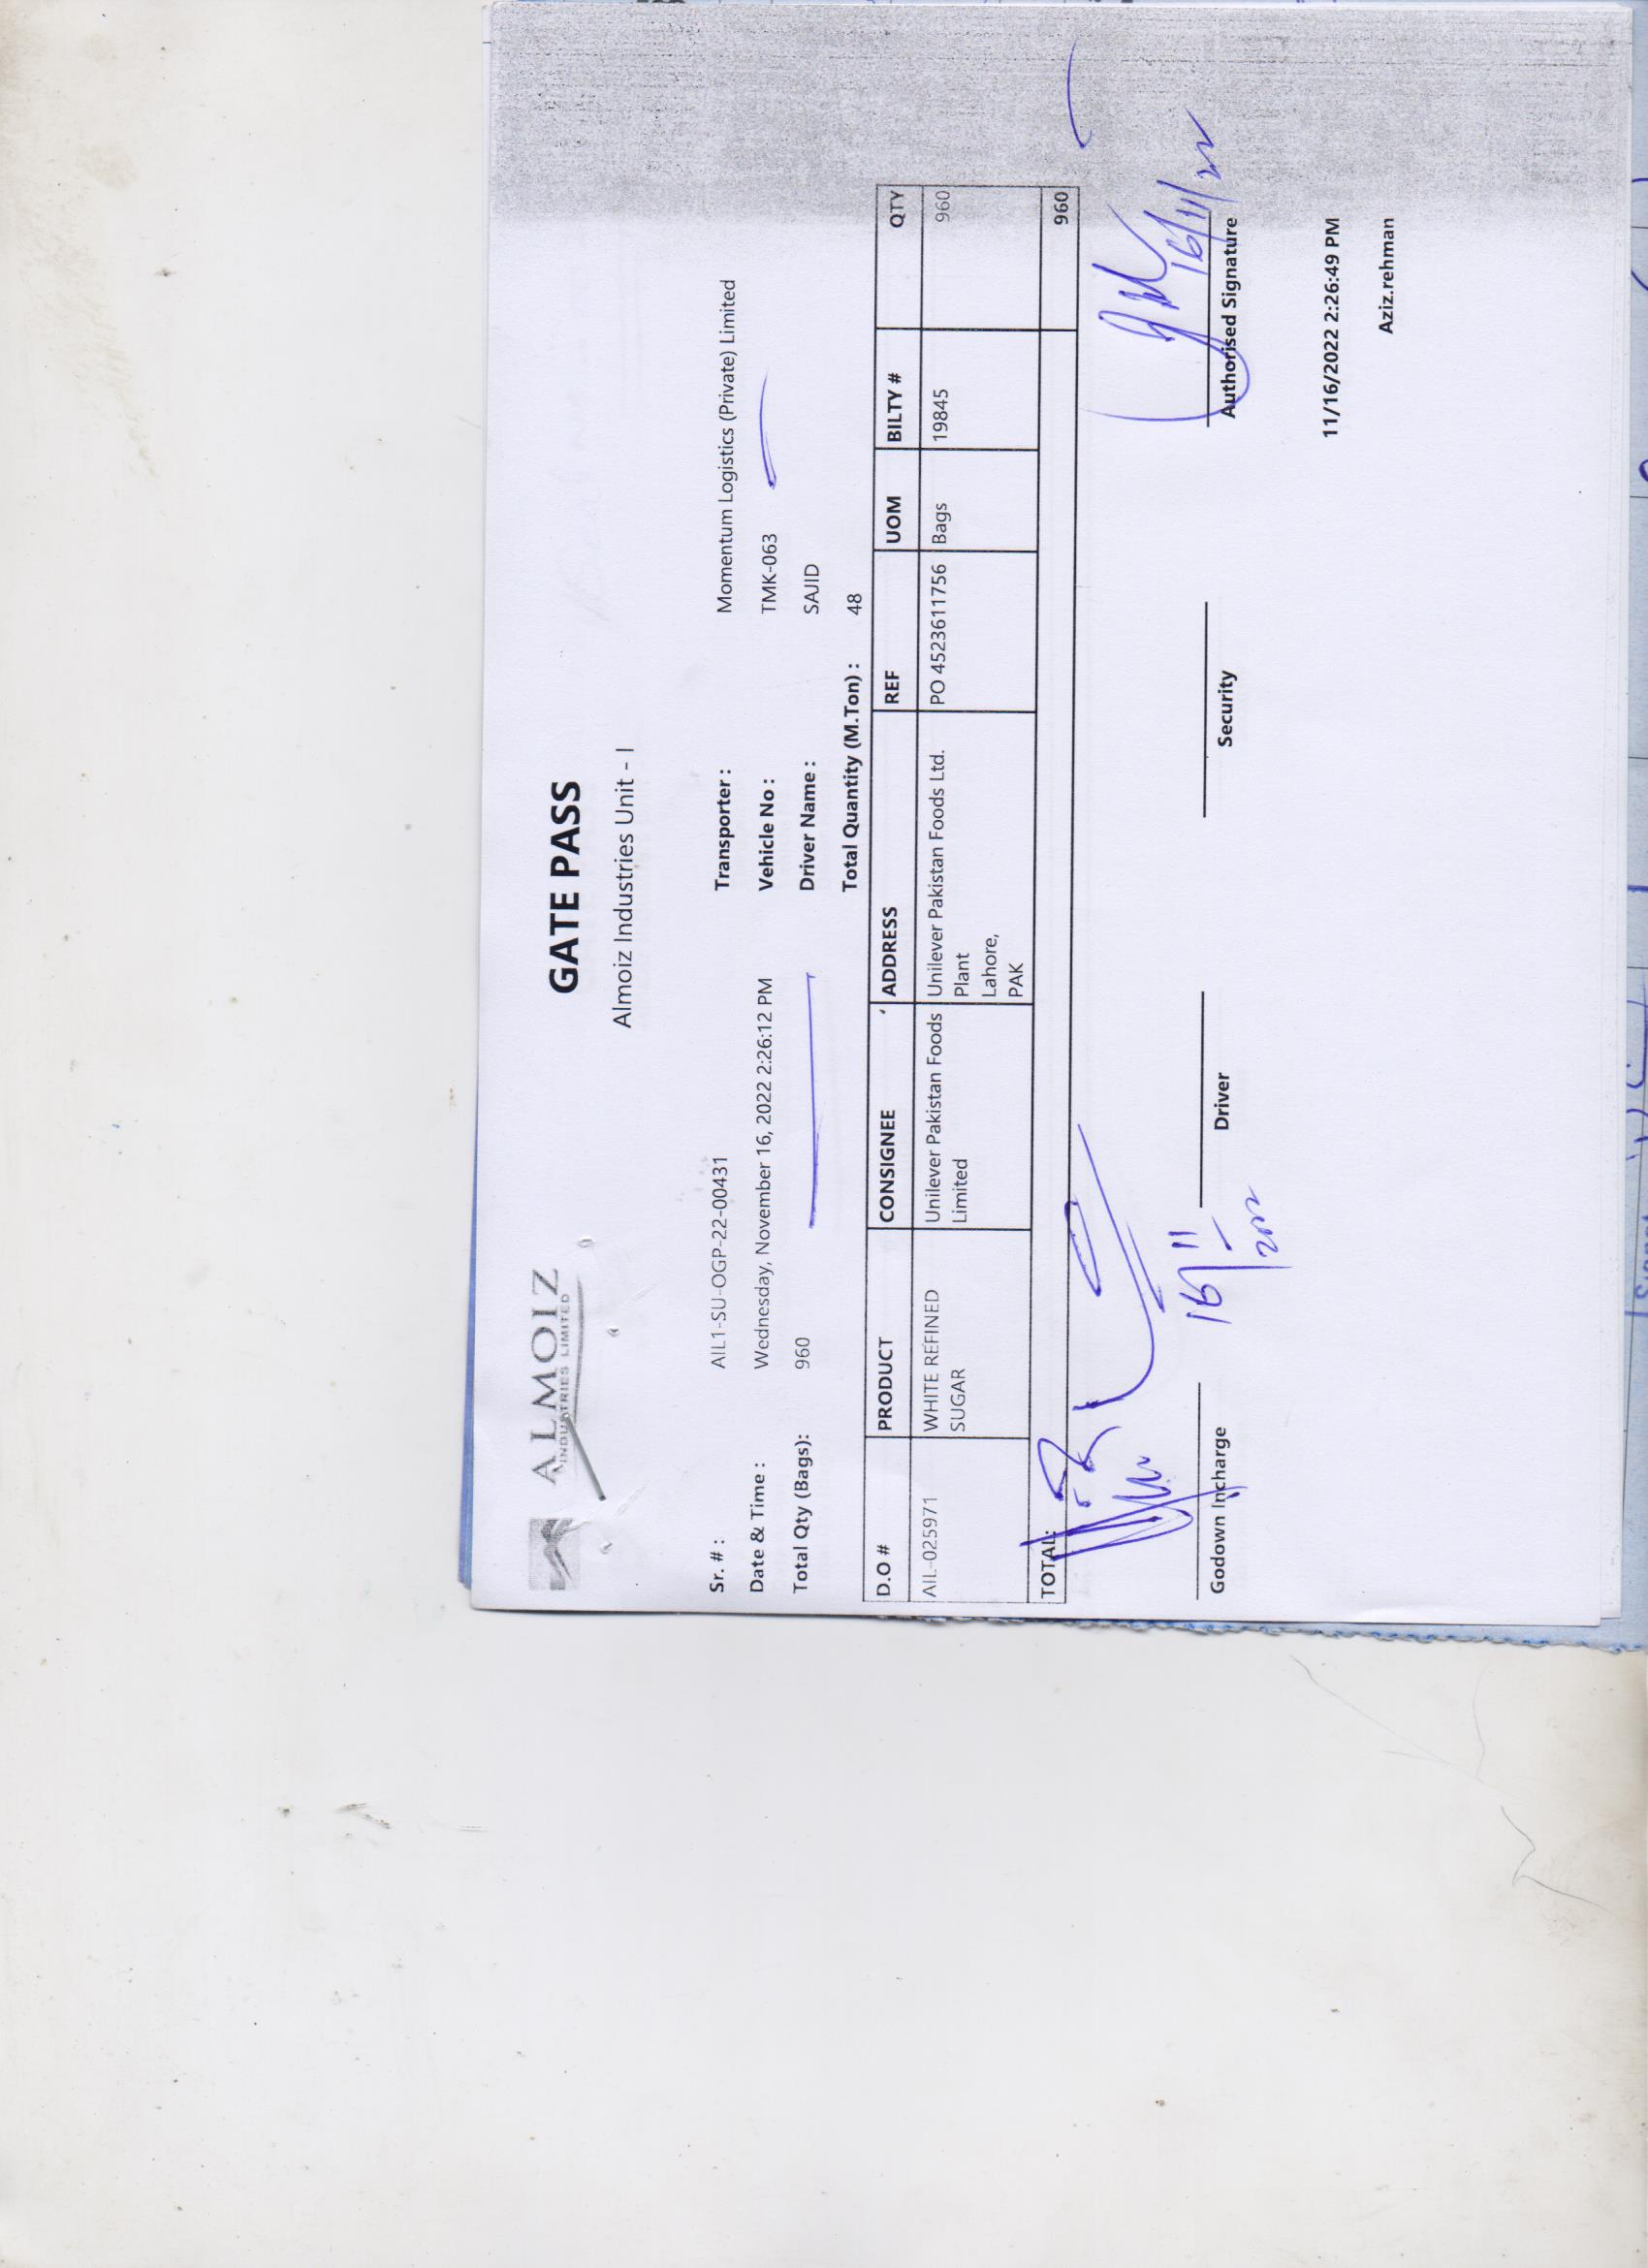 ALMOIZ
INDUSTRIES LIMITED
GATE PASS
Almoiz Industries Unit - I
Sr. # : AIL1-SU-OGP-22-00431 Transporter : Momentum Logistics (Private) Limited
Date & Time : Wednesday, November 16, 2022 2:26:12 PM Vehicle No : TMK-063
Total Qty (Bags): 960 Driver Name : SAJID
Total Quantity (M.Ton) : 48
D.O # PRODUCT CONSIGNEE ADDRESS REF UOM BILTY # QTY
AIL-025971 WHITE REFINED Unilever Pakistan Foods Unilever Pakistan Foods Ltd. PO 4523611756 Bags 19845 960
SUGAR Limited Plant
Lahore,
PAK
TOTAL: 960
16/11/2022 16/11/22
Godown Incharge Driver Security Authorised Signature
11/16/2022 2:26:49 PM
Aziz.rehman